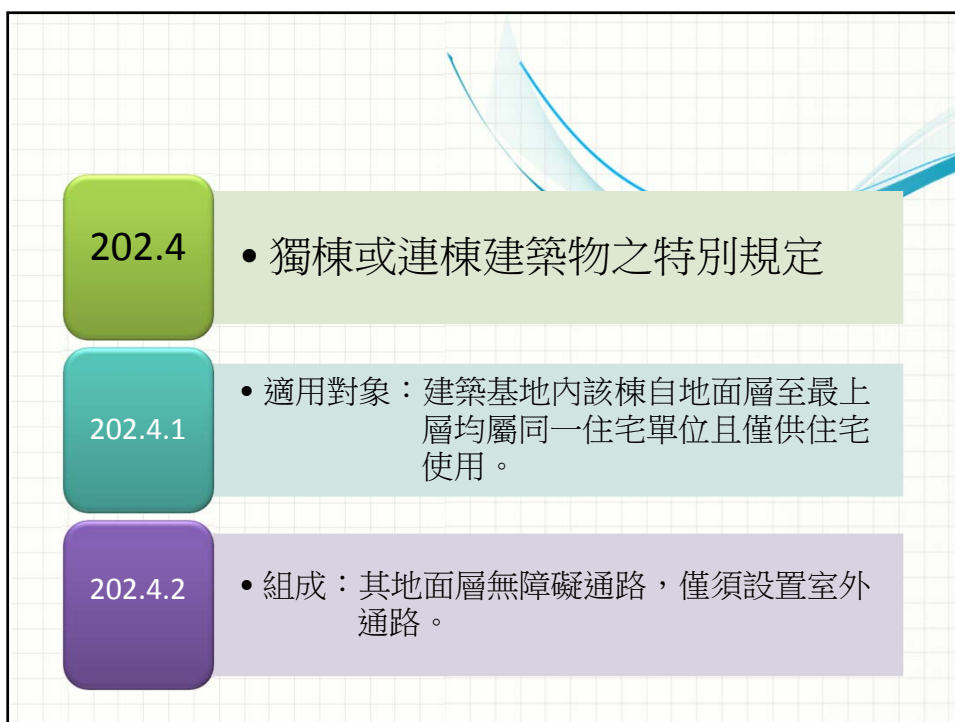 202.4
• 獨棟或連棟建築物之特別規定
202.4.1
• 適用對象：建築基地內該棟自地面層至最上
層均屬同一住宅單位且僅供住宅
使用。
202.4.2
• 組成：其地面層無障礙通路，僅須設置室外
通路。